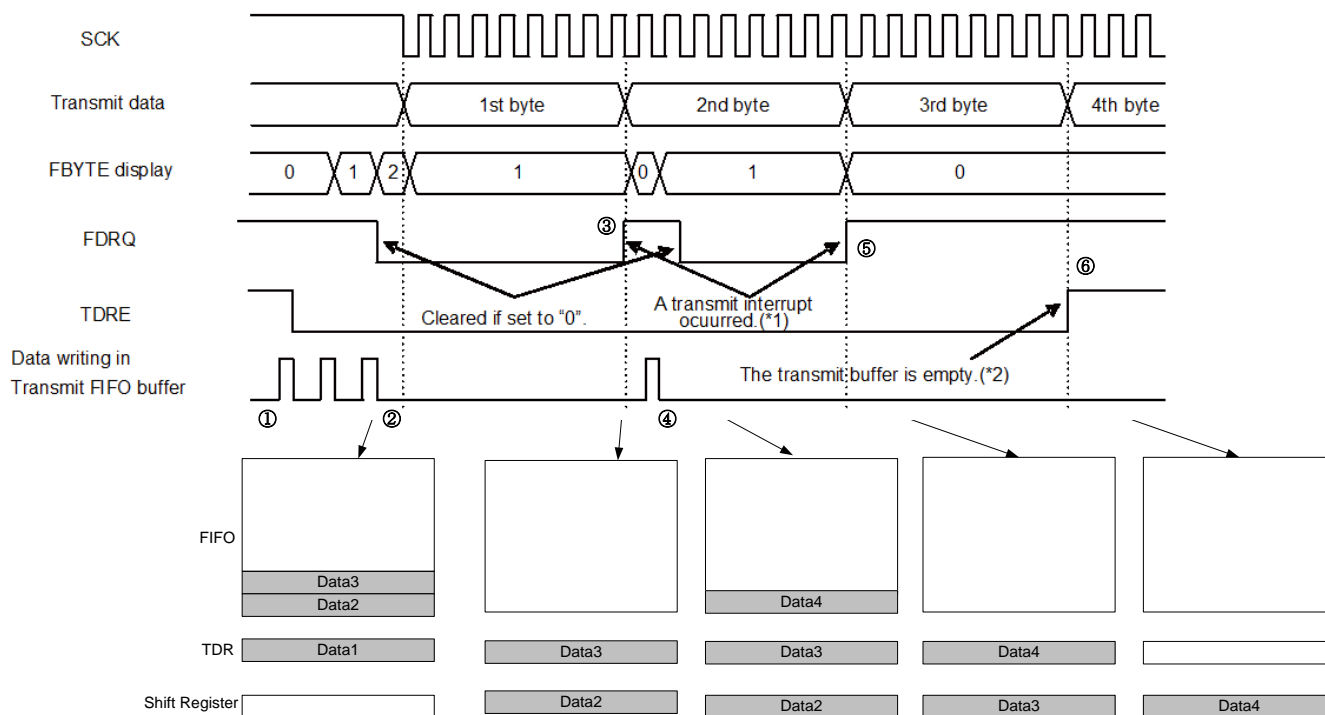 SCK
Transmit data
1st byte
2nd byte
3rd byte
4th byte
FBYTE display
0
1
2
1
0
1
0
FDRQ
③
⑤
⑥
TDRE
Cleared if set to “0”.
A transmit interrupt
ocuurred.(*1)
Data writing in
Transmit FIFO buffer
The transmit buffer is empty.(*2)
①
②
④
FIFO
Data3
Data2
Data4
TDR
Data1
Data3
Data3
Data4
Shift Register
Data2
Data2
Data3
Data4